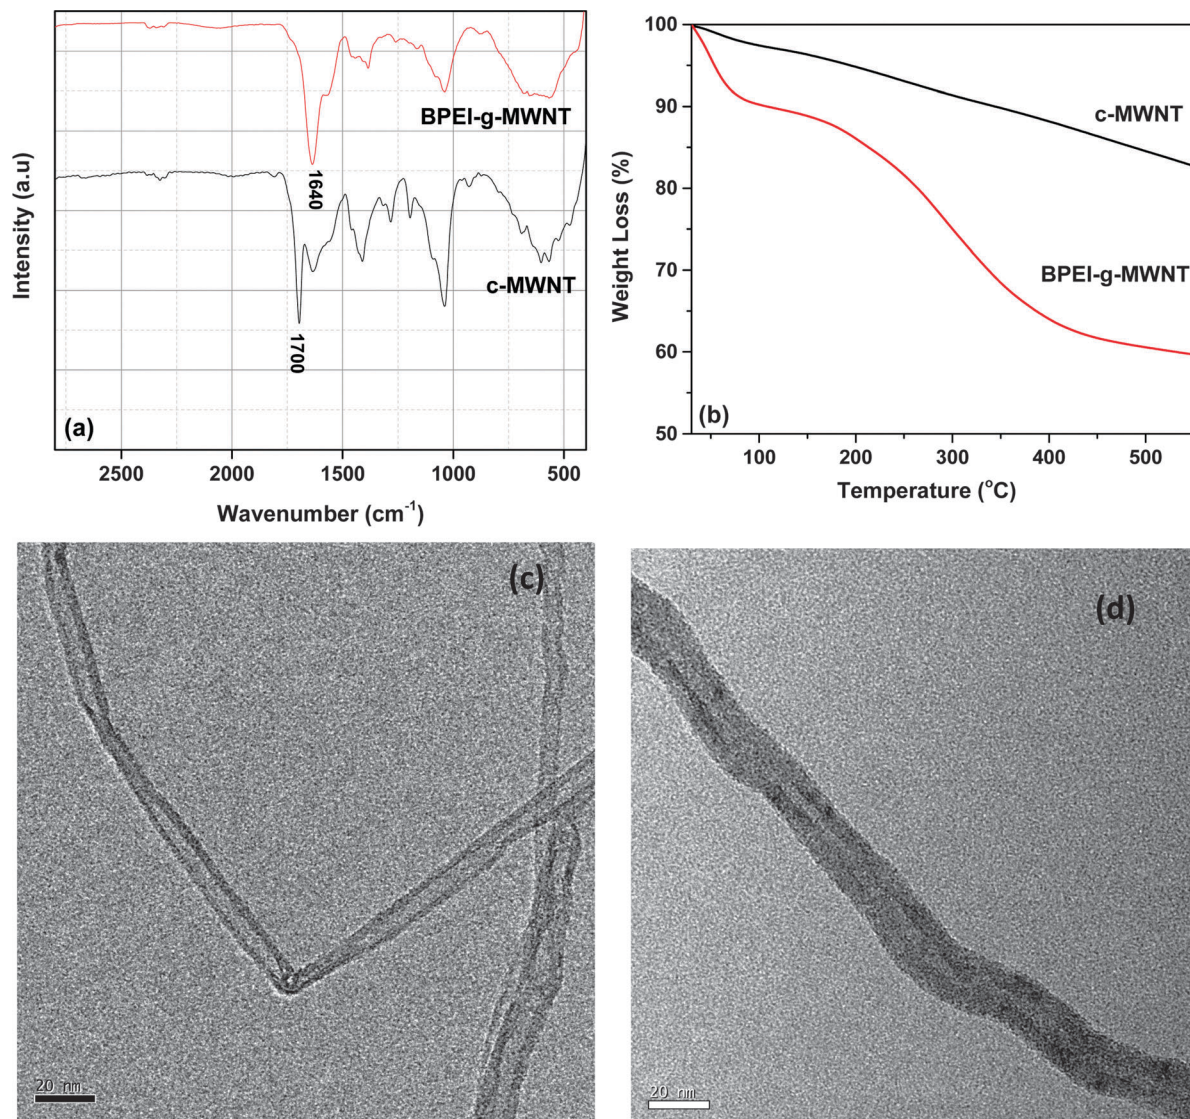 Intensity (a.u)
BPEI-g-MWNT
1640
c-MWNT
1700
(a)
2500 2000 1500 1000 500
Wavenumber (cm⁻¹)
100
90
80
70
60
50
Weight Loss (%)
c-MWNT
BPEI-g-MWNT
(b)
100 200 300 400 500
Temperature (°C)
(c)
20 nm
(d)
20 nm